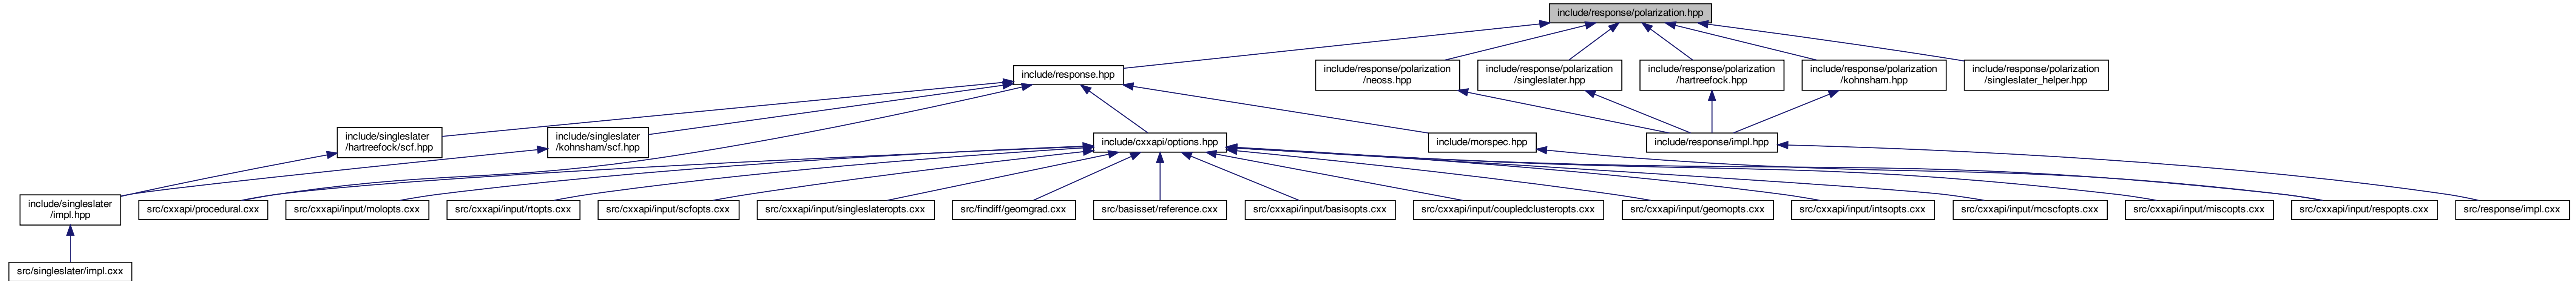 include/response/polarization.hpp
include/response.hpp
include/response/polarization
/neoss.hpp
include/response/polarization
/singleslater.hpp
include/response/polarization
/hartreefock.hpp
include/response/polarization
/kohnsham.hpp
include/response/polarization
/singleslater_helper.hpp
include/singleslater
/hartreefock/scf.hpp
include/singleslater
/kohnsham/scf.hpp
include/cxxapi/options.hpp
include/morspec.hpp
include/response/impl.hpp
include/singleslater
/impl.hpp
src/cxxapi/procedural.cxx
src/cxxapi/input/molopts.cxx
src/cxxapi/input/rtopts.cxx
src/cxxapi/input/scfopts.cxx
src/cxxapi/input/singleslateropts.cxx
src/findiff/geomgrad.cxx
src/basisset/reference.cxx
src/cxxapi/input/basisopts.cxx
src/cxxapi/input/coupledclusteropts.cxx
src/cxxapi/input/geomopts.cxx
src/cxxapi/input/intsopts.cxx
src/cxxapi/input/mcscfopts.cxx
src/cxxapi/input/miscopts.cxx
src/cxxapi/input/respopts.cxx
src/response/impl.cxx
src/singleslater/impl.cxx